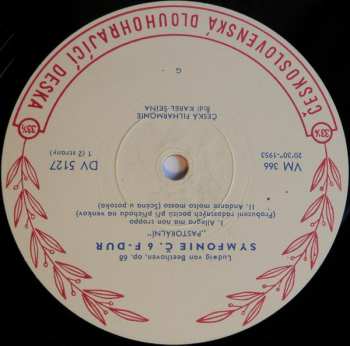 ČESKOSLOVENSKÁ DLOUHOHRAJÍCÍ DESKA
33⅓ 33⅓
VM 366
20'30"-1953
DV 5127
1 (2 strany)
Ludwig van Beethoven, op. 68
SYMFONIE Č. 6 F-DUR
„PASTORÁLNÍ“
I. Allegro ma non troppo
(Probuzení radostných pocitů při příchodu na venkov)
II. Andante molto mosso (Scéna u potoka)
ČESKÁ FILHARMONIE
Řídí KAREL ŠEJNA
G